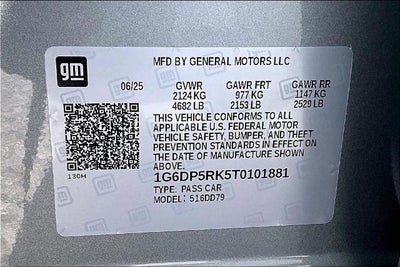 gm
MFD BY GENERAL MOTORS LLC
06/25 GVWR GAWR FRT GAWR RR
2124 KG 977 KG 1147 KG
4682 LB 2153 LB 2529 LB
THIS VEHICLE CONFORMS TO ALL
APPLICABLE U.S. FEDERAL MOTOR
VEHICLE SAFETY, BUMPER, AND THEFT
PREVENTION STANDARDS IN EFFECT ON
THE DATE OF MANUFACTURE SHOWN
ABOVE.
130H
1G6DP5RK5T0101881
TYPE: PASS CAR
MODEL: 516DD79